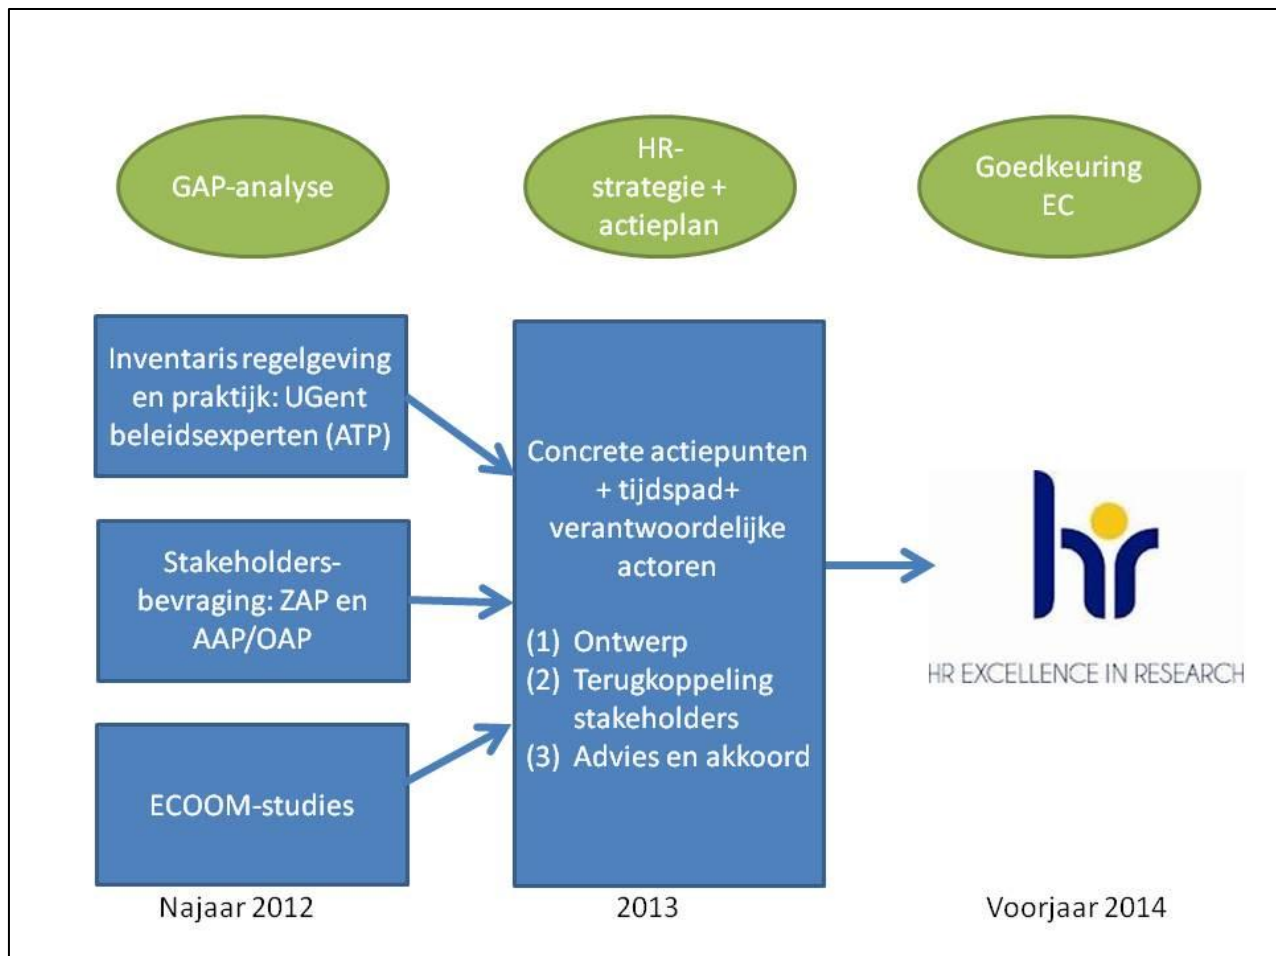 GAP-analyse
HR-
strategie +
actieplan
Goedkeuring
EC
Inventaris regelgeving
en praktijk: UGent
beleidsexperten (ATP)
Stakeholders-
bevraging: ZAP en
AAP/OAP
ECOOM-studies
Concrete actiepunten
+ tijdspad+
verantwoordelijke
actoren
(1) Ontwerp
(2) Terugkoppeling
stakeholders
(3) Advies en akkoord
hr
HR EXCELLENCE IN RESEARCH
Najaar 2012
2013
Voorjaar 2014